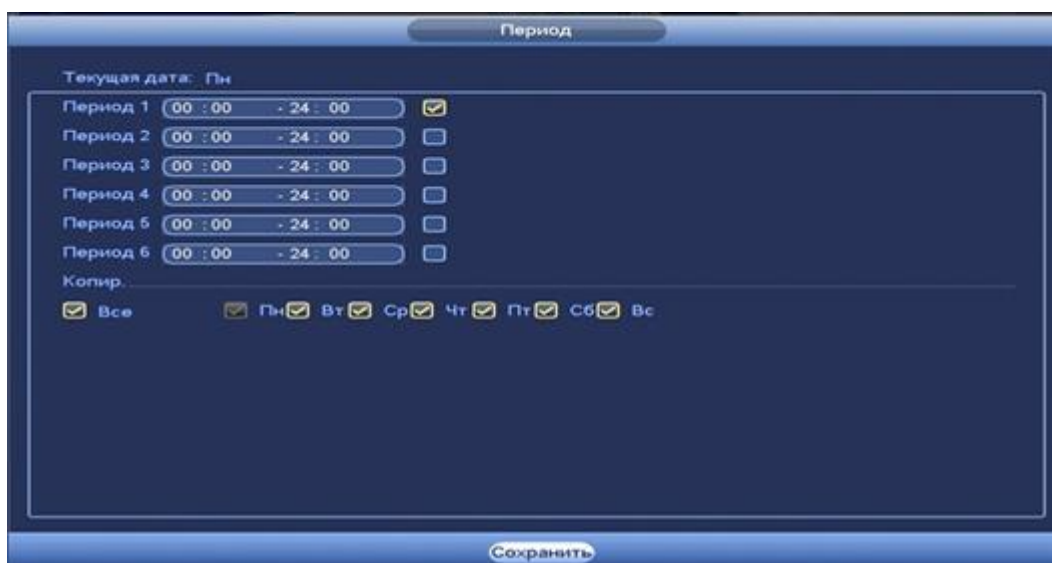 Период
Текущая дата: Пн
Период 1 00 : 00 - 24 : 00
Период 2 00 : 00 - 24 : 00
Период 3 00 : 00 - 24 : 00
Период 4 00 : 00 - 24 : 00
Период 5 00 : 00 - 24 : 00
Период 6 00 : 00 - 24 : 00
Копир.
Все Пн Вт Ср Чт Пт Сб Вс
Сохранить